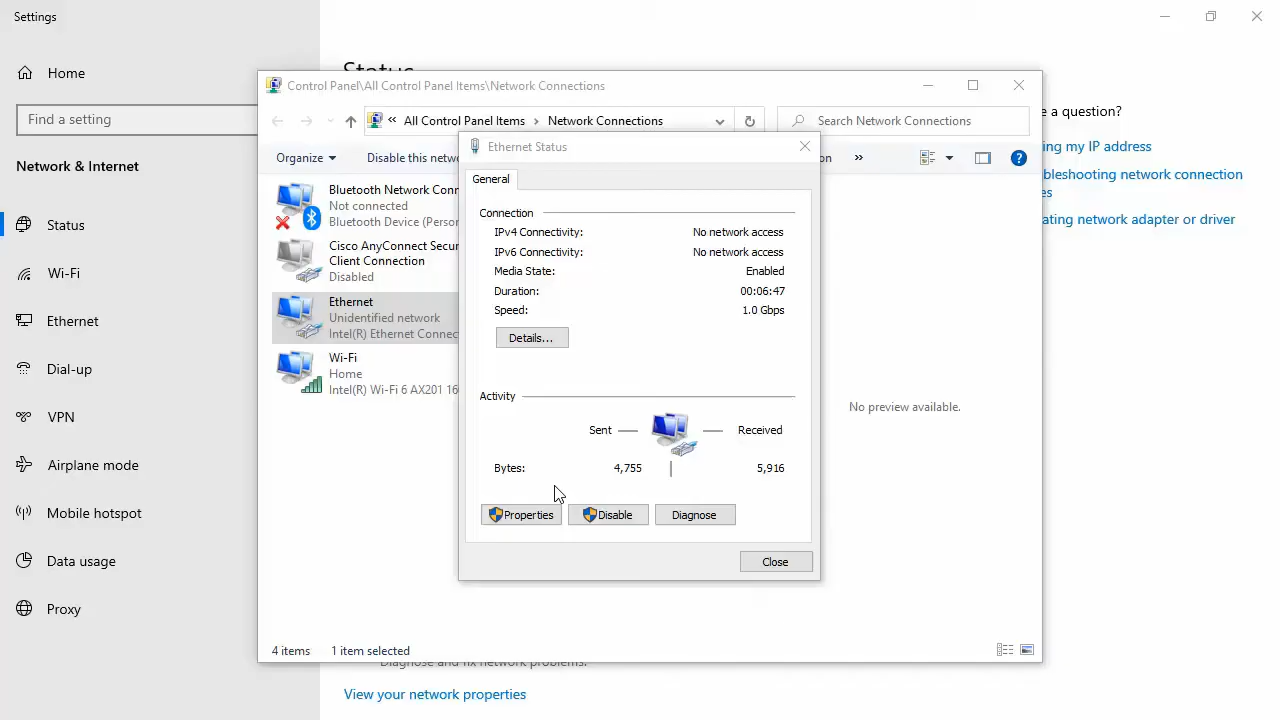 Settings
Home
Find a setting
Network & Internet
Status
Wi-Fi
Ethernet
Dial-up
VPN
Airplane mode
Mobile hotspot
Data usage
Proxy
Status
Control Panel\All Control Panel Items\Network Connections
« All Control Panel Items › Network Connections
Search Network Connections
Organize
Disable this netw
on
»
Bluetooth Network Conn
Not connected
Bluetooth Device (Person
Cisco AnyConnect Secur
Client Connection
Disabled
Ethernet
Unidentified network
Intel(R) Ethernet Connec
Wi-Fi
Home
Intel(R) Wi-Fi 6 AX201 16
Ethernet Status
General
Connection
IPv4 Connectivity: No network access
IPv6 Connectivity: No network access
Media State: Enabled
Duration: 00:06:47
Speed: 1.0 Gbps
Details...
Activity
Sent — — Received
Bytes: 4,755 | 5,916
Properties
Disable
Diagnose
Close
No preview available.
4 items 1 item selected
e a question?
ing my IP address
ubleshooting network connection
es
ating network adapter or driver
Diagnose and fix network problems.
View your network properties